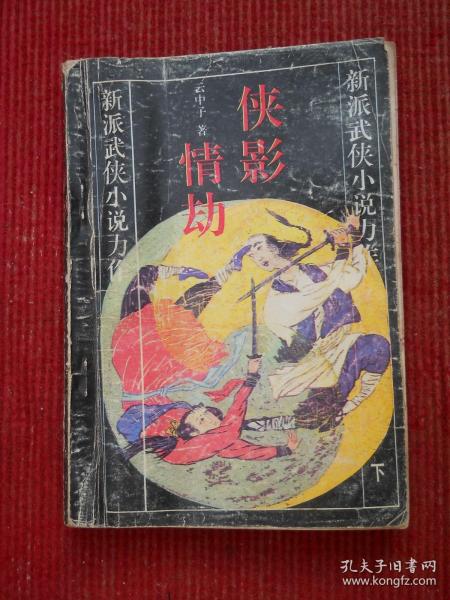 新派武侠小说力作
侠影
情劫
云中子 著
新派武侠小说力作
下
孔夫子旧书网
www.kongfz.com